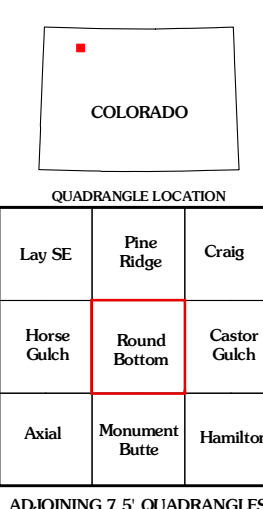 COLORADO
QUADRANGLE LOCATION
Lay SE
Pine
Ridge
Craig
Horse
Gulch
Round
Bottom
Castor
Gulch
Axial
Monument
Butte
Hamilton
ADJOINING 7.5' QUADRANGLES